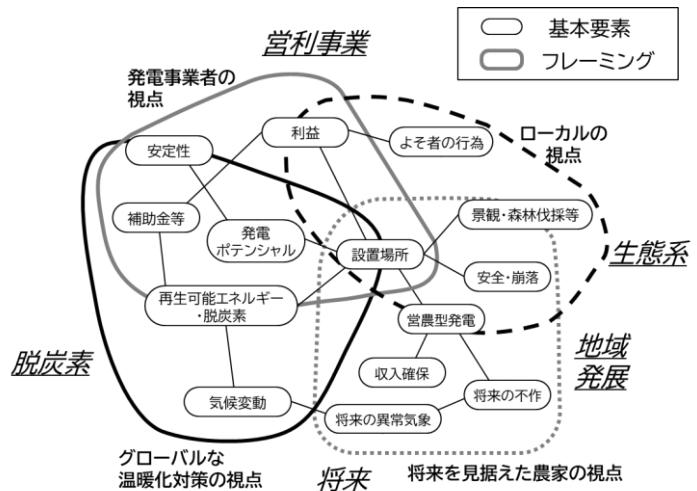 営利事業
基本要素
フレーミング
発電事業者の
視点
利益
よそ者の行為
ローカルの
視点
安定性
補助金等
発電
ポテンシャル
設置場所
景観・森林伐採等
安全・崩落
生態系
再生可能エネルギー
・脱炭素
営農型発電
脱炭素
収入確保
地域
発展
気候変動
将来の異常気象
将来の不作
グローバルな
温暖化対策の視点
将来
将来を見据えた農家の視点